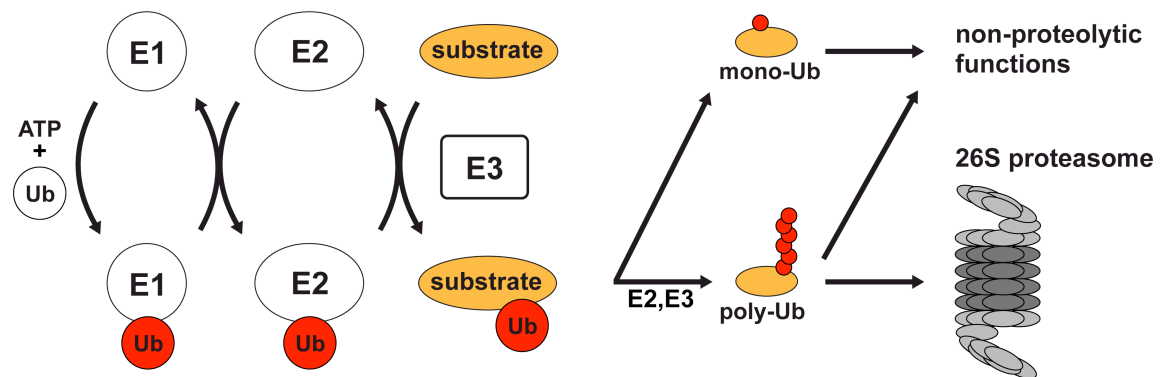 E1
E2
substrate
ATP
+
Ub
E3
E1
Ub
E2
Ub
substrate
Ub
mono-Ub
E2,E3
poly-Ub
non-proteolytic
functions
26S proteasome